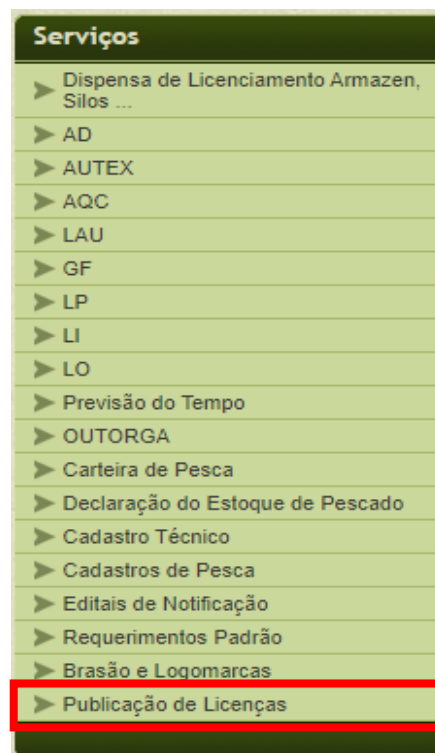 Serviços
Dispensa de Licenciamento Armazen,
Silos ...
AD
AUTEX
AQC
LAU
GF
LP
LI
LO
Previsão do Tempo
OUTORGA
Carteira de Pesca
Declaração do Estoque de Pescado
Cadastro Técnico
Cadastros de Pesca
Editais de Notificação
Requerimentos Padrão
Brasão e Logomarcas
Publicação de Licenças